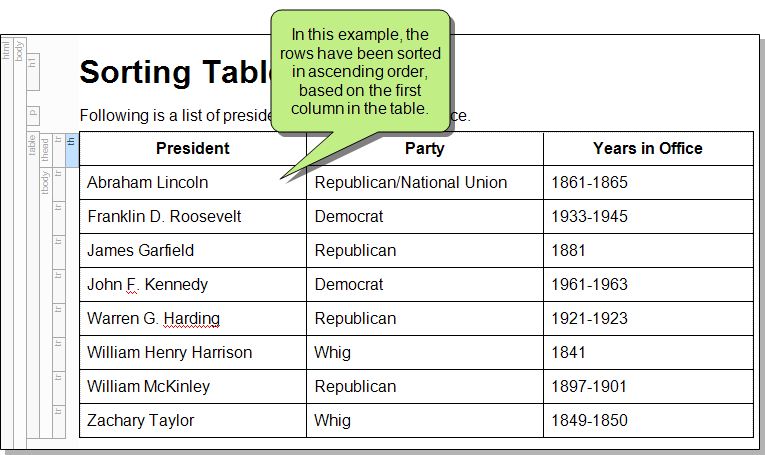 In this example, the
rows have been sorted
in ascending order,
based on the first
column in the table.
html
body
h1
Sorting Tabl
p
Following is a list of preside ce.
table
thead
tr
th
President Party Years in Office
tbody
tr
Abraham Lincoln Republican/National Union 1861-1865
tr
Franklin D. Roosevelt Democrat 1933-1945
tr
James Garfield Republican 1881
tr
John F. Kennedy Democrat 1961-1963
tr
Warren G. Harding Republican 1921-1923
tr
William Henry Harrison Whig 1841
tr
William McKinley Republican 1897-1901
tr
Zachary Taylor Whig 1849-1850